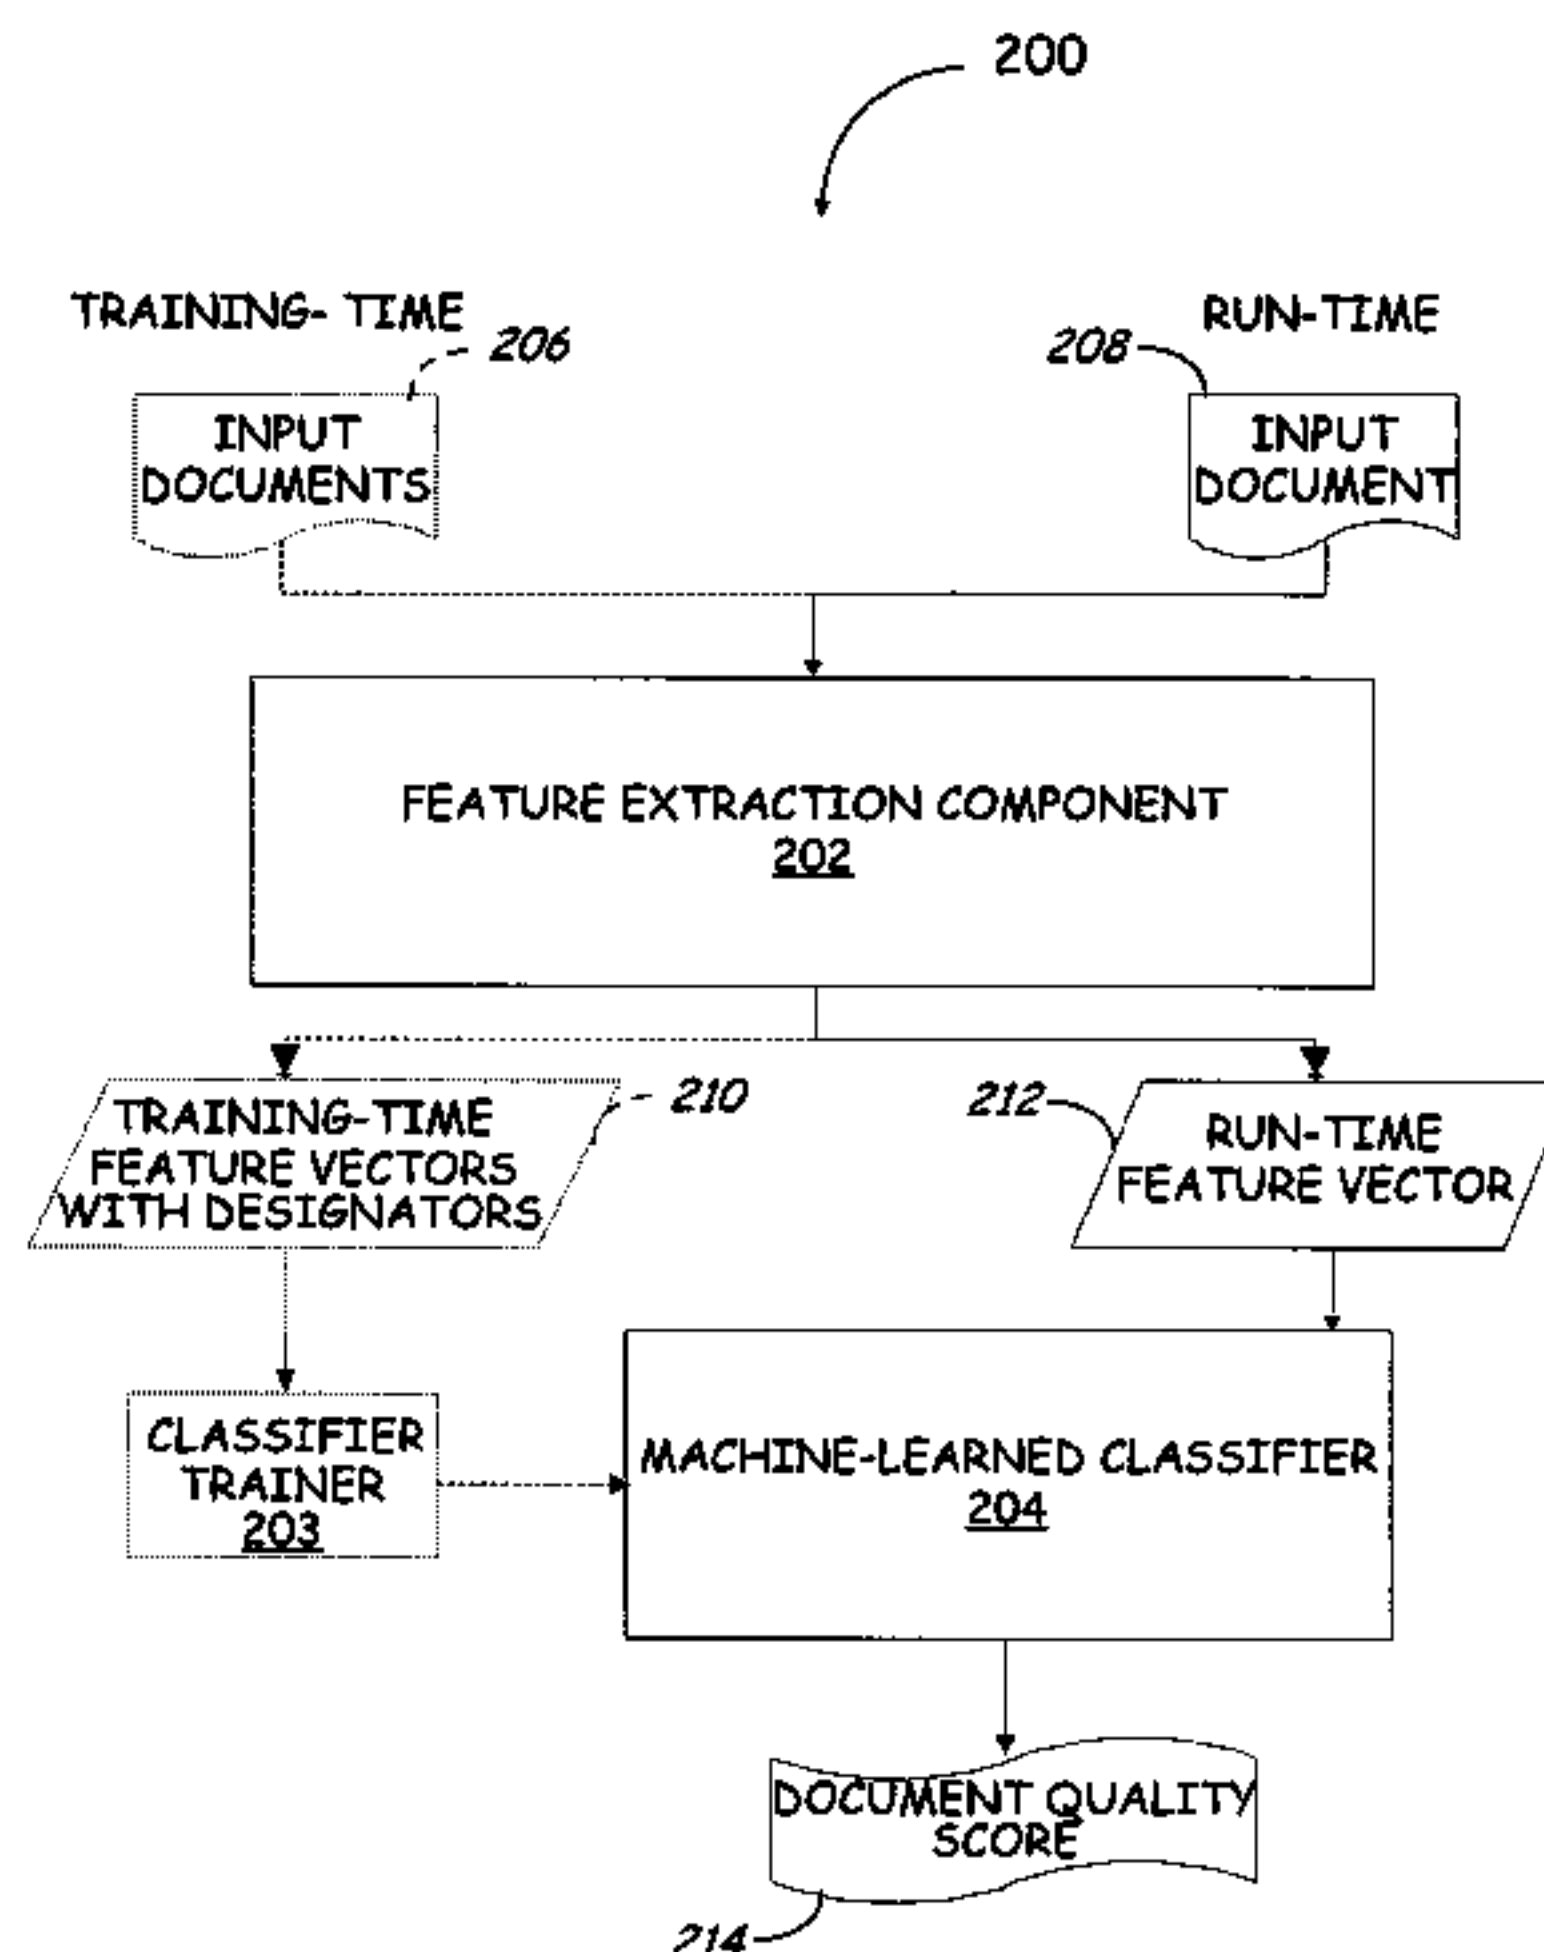 200
TRAINING- TIME
RUN-TIME
206
208
INPUT
DOCUMENTS
INPUT
DOCUMENT
FEATURE EXTRACTION COMPONENT
202
210
212
TRAINING-TIME
FEATURE VECTORS
WITH DESIGNATORS
RUN-TIME
FEATURE VECTOR
CLASSIFIER
TRAINER
203
MACHINE-LEARNED CLASSIFIER
204
DOCUMENT QUALITY
SCORE
214